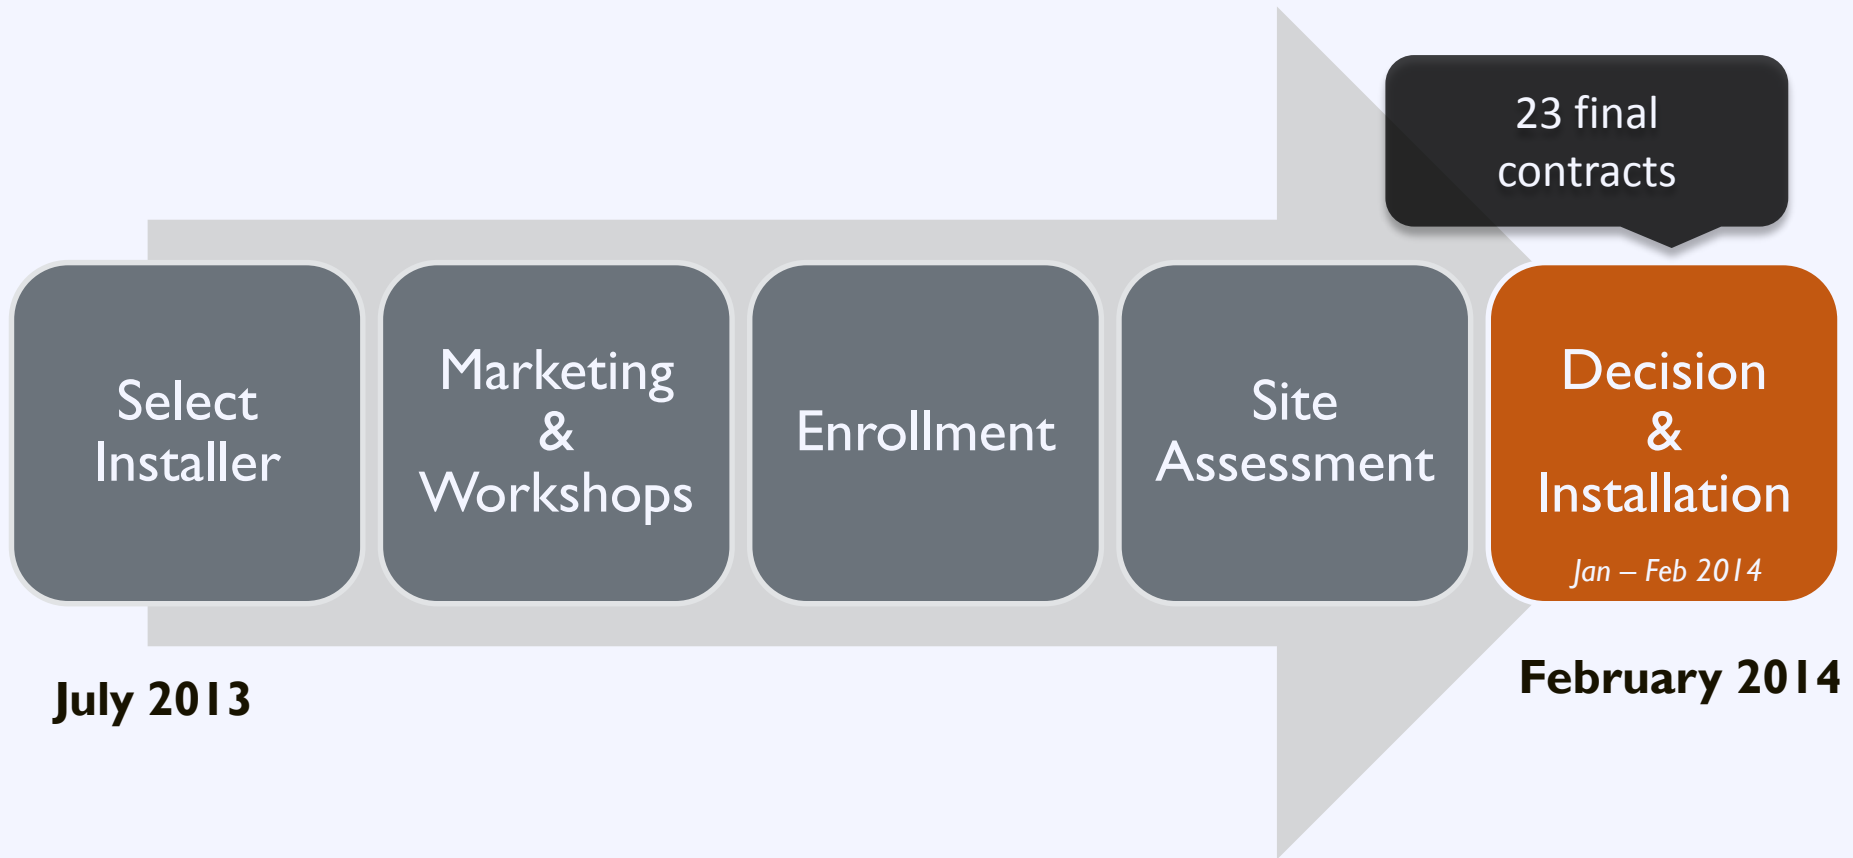 23 final
contracts
Select
Installer
Marketing
&
Workshops
Enrollment
Site
Assessment
Decision
&
Installation
Jan – Feb 2014
July 2013
February 2014